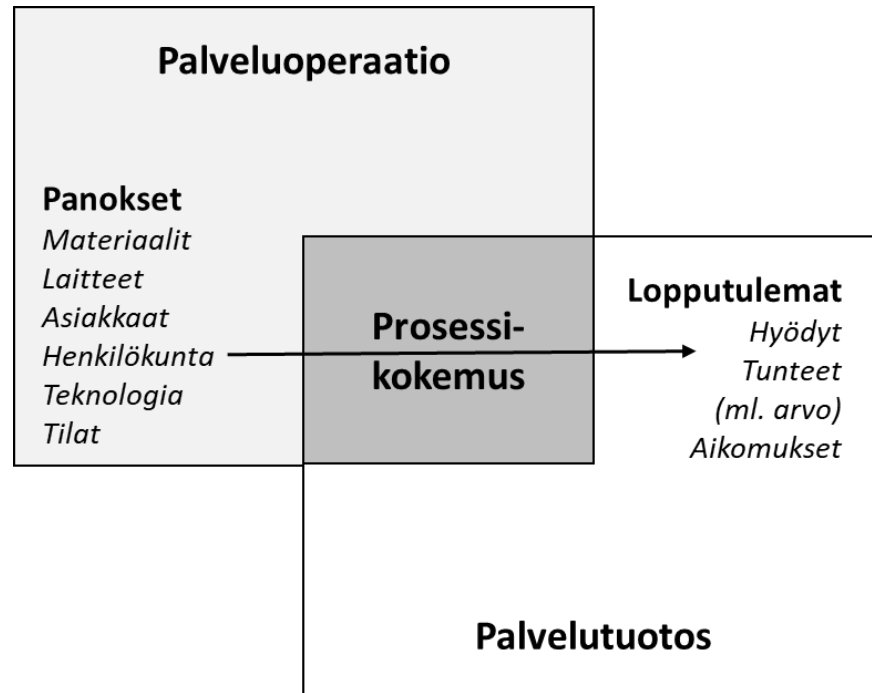 Palveluoperaatio
Panokset
Materiaalit
Laitteet
Asiakkaat
Henkilökunta
Teknologia
Tilat
Prosessi-
kokemus
Lopputulemat
Hyödyt
Tunteet
(ml. arvo)
Aikomukset
Palvelutuotos